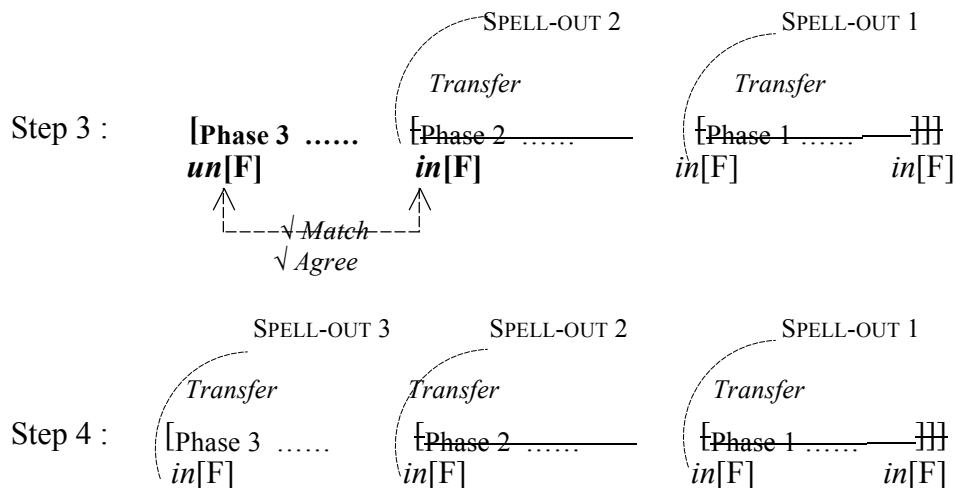 SPELL-OUT 2 SPELL-OUT 1
Transfer Transfer
Step 3 : [Phase 3 ...... [Phase 2 ...... [Phase 1 ...... ]]]
un[F] in[F] in[F] in[F]
√ Match
√ Agree
SPELL-OUT 3 SPELL-OUT 2 SPELL-OUT 1
Transfer Transfer Transfer
Step 4 : [Phase 3 ...... [Phase 2 ...... [Phase 1 ...... ]]]
in[F] in[F] in[F] in[F]